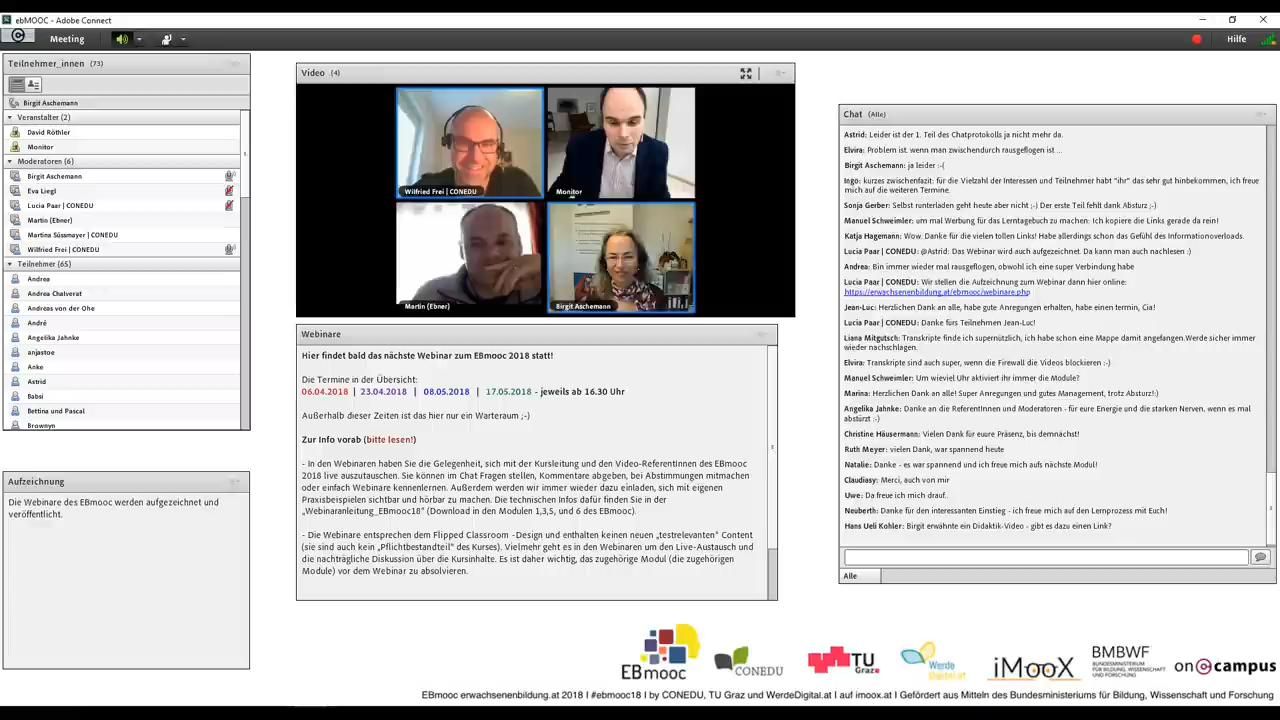 ebMOOC - Adobe Connect
Meeting
Hilfe
Teilnehmer_innen (73)
Birgit Aschemann
Veranstalter (2)
David Röthler
Monitor
Moderatoren (6)
Birgit Aschemann
Eva Liegl
Lucia Paar | CONEDU
Martin (Ebner)
Martina Süssmayer | CONEDU
Wilfried Frei | CONEDU
Teilnehmer (65)
Andrea
Andrea Chalverat
Andreas von der Ohe
André
Angelika Jahnke
anjastoe
Anke
Astrid
Babsi
Bettina und Pascal
Brownyn
Aufzeichnung
Die Webinare des EBmooc werden aufgezeichnet und
veröffentlicht.
Video (4)
Wilfried Frei | CONEDU
Monitor
Martin (Ebner)
Birgit Aschemann
Webinare
Hier findet bald das nächste Webinar zum EBmooc 2018 statt!
Die Termine in der Übersicht:
06.04.2018 | 23.04.2018 | 08.05.2018 | 17.05.2018 - jeweils ab 16.30 Uhr
Außerhalb dieser Zeiten ist das hier nur ein Warteraum ;-)
Zur Info vorab (bitte lesen!)
- In den Webinaren haben Sie die Gelegenheit, sich mit der Kursleitung und den Video-ReferentInnen des EBmooc
2018 live auszutauschen. Sie können im Chat Fragen stellen, Kommentare abgeben, bei Abstimmungen mitmachen
oder einfach Webinare kennenlernen. Außerdem werden wir immer wieder dazu einladen, sich mit eigenen
Praxisbeispielen sichtbar und hörbar zu machen. Die technischen Infos dafür finden Sie in der
„Webinaranleitung_EBmooc18" (Download in den Modulen 1,3,5, und 6 des EBmooc).
- Die Webinare entsprechen dem Flipped Classroom -Design und enthalten keinen neuen „testrelevanten" Content
(sie sind auch kein „Pflichtbestandteil" des Kurses). Vielmehr geht es in den Webinaren um den Live-Austausch und
die nachträgliche Diskussion über die Kursinhalte. Es ist daher wichtig, das zugehörige Modul (die zugehörigen
Module) vor dem Webinar zu absolvieren.
Chat (Alle)
Astrid: Leider ist der 1. Teil des Chatprotokolls ja nicht mehr da.
Elvira: Problem ist. wenn man zwischendurch rausgeflogen ist ...
Birgit Aschemann: ja leider :-(
Ingo: kurzes zwischenfazit: für die Vielzahl der Interessen und Teilnehmer habt "ihr" das sehr gut hinbekommen, ich freue
mich auf die weiteren Termine.
Sonja Gerber: Selbst runterladen geht heute aber nicht ;-) Der erste Teil fehlt dank Absturz ;-)
Manuel Schweimler: um mal Werbung für das Lerntagebuch zu machen: Ich kopiere die Links gerade da rein!
Katja Hagemann: Wow. Danke für die vielen tollen Links! Habe allerdings schon das Gefühl des Informationoverloads.
Lucia Paar | CONEDU: @Astrid: Das Webinar wird auch aufgezeichnet. Da kann man auch nachlesen :)
Andrea: Bin immer wieder mal rausgeflogen, obwohl ich eine super Verbindung habe
Lucia Paar | CONEDU: Wir stellen die Aufzeichnung zum Webinar dann hier online:
https://erwachsenenbildung.at/ebmooc/webinare.php
Jean-Luc: Herzlichen Dank an alle, habe gute Anregungen erhalten, habe einen termin, Cia!
Lucia Paar | CONEDU: Danke fürs Teilnehmen Jean-Luc!
Liana Mitgutsch: Transkripte finde ich supernützlich, ich habe schon eine Mappe damit angefangen.Werde sicher immer
wieder nachschlagen.
Elvira: Transkripte sind auch super, wenn die Firewall die Videos blockieren :-)
Manuel Schweimler: Um wieviel Uhr aktiviert ihr immer die Module?
Marina: Herzlichen Dank an alle! Super Anregungen und gutes Management, trotz Absturz!:)
Angelika Jahnke: Danke an die ReferentInnen und Moderatoren - für eure Energie und die starken Nerven, wenn es mal
abstürzt :-)
Christine Häusermann: Vielen Dank für euure Präsenz, bis demnächst!
Ruth Meyer: vielen Dank, war spannend heute
Natalie: Danke - es war spannend und ich freue mich aufs nächste Modul!
Claudiasy: Merci, auch von mir
Uwe: Da freue ich mich drauf..
Neuberth: Danke für den interessanten Einstieg - ich freue mich auf den Lernprozess mit Euch!
Hans Ueli Kohler: Birgit erwähnte ein Didaktik-Video - gibt es dazu einen Link?
Alle
EBmooc
CONEDU
TU
Graz
Werde
Digital.at
iMooX
BMBWF
BUNDESMINISTERIUM
FÜR BILDUNG, WISSENSCHAFT
UND FORSCHUNG
on campus
EBmooc erwachsenenbildung.at 2018 I #ebmooc18 I by CONEDU, TU Graz und WerdeDigital.at I auf imoox.at I Gefördert aus Mitteln des Bundesministeriums für Bildung, Wissenschaft und Forschung